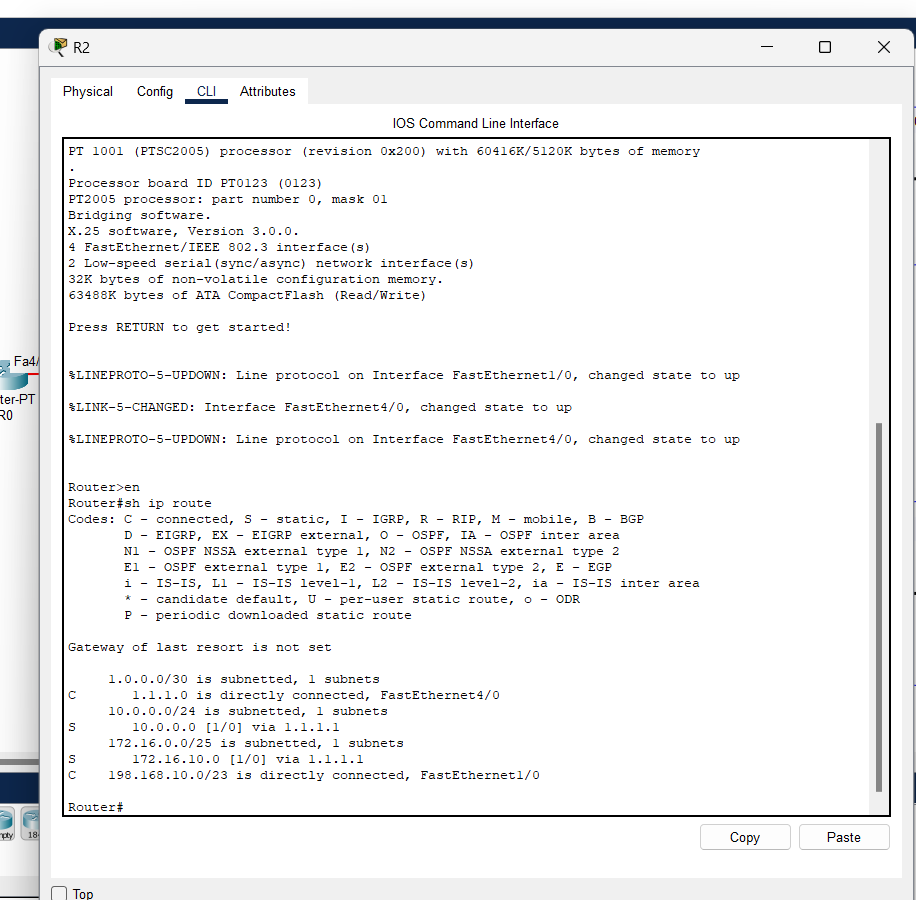 R2
Physical Config CLI Attributes
IOS Command Line Interface
PT 1001 (PTSC2005) processor (revision 0x200) with 60416K/5120K bytes of memory
.
Processor board ID PT0123 (0123)
PT2005 processor: part number 0, mask 01
Bridging software.
X.25 software, Version 3.0.0.
4 FastEthernet/IEEE 802.3 interface(s)
2 Low-speed serial(sync/async) network interface(s)
32K bytes of non-volatile configuration memory.
63488K bytes of ATA CompactFlash (Read/Write)
Press RETURN to get started!
Fa4/
%LINEPROTO-5-UPDOWN: Line protocol on Interface FastEthernet1/0, changed state to up
ter-PT
%LINK-5-CHANGED: Interface FastEthernet4/0, changed state to up
R0
%LINEPROTO-5-UPDOWN: Line protocol on Interface FastEthernet4/0, changed state to up
Router>en
Router#sh ip route
Codes: C - connected, S - static, I - IGRP, R - RIP, M - mobile, B - BGP
D - EIGRP, EX - EIGRP external, O - OSPF, IA - OSPF inter area
N1 - OSPF NSSA external type 1, N2 - OSPF NSSA external type 2
E1 - OSPF external type 1, E2 - OSPF external type 2, E - EGP
i - IS-IS, L1 - IS-IS level-1, L2 - IS-IS level-2, ia - IS-IS inter area
* - candidate default, U - per-user static route, o - ODR
P - periodic downloaded static route
Gateway of last resort is not set
1.0.0.0/30 is subnetted, 1 subnets
C 1.1.1.0 is directly connected, FastEthernet4/0
10.0.0.0/24 is subnetted, 1 subnets
S 10.0.0.0 [1/0] via 1.1.1.1
172.16.0.0/25 is subnetted, 1 subnets
S 172.16.10.0 [1/0] via 1.1.1.1
C 198.168.10.0/23 is directly connected, FastEthernet1/0
Router#
Copy Paste
Top